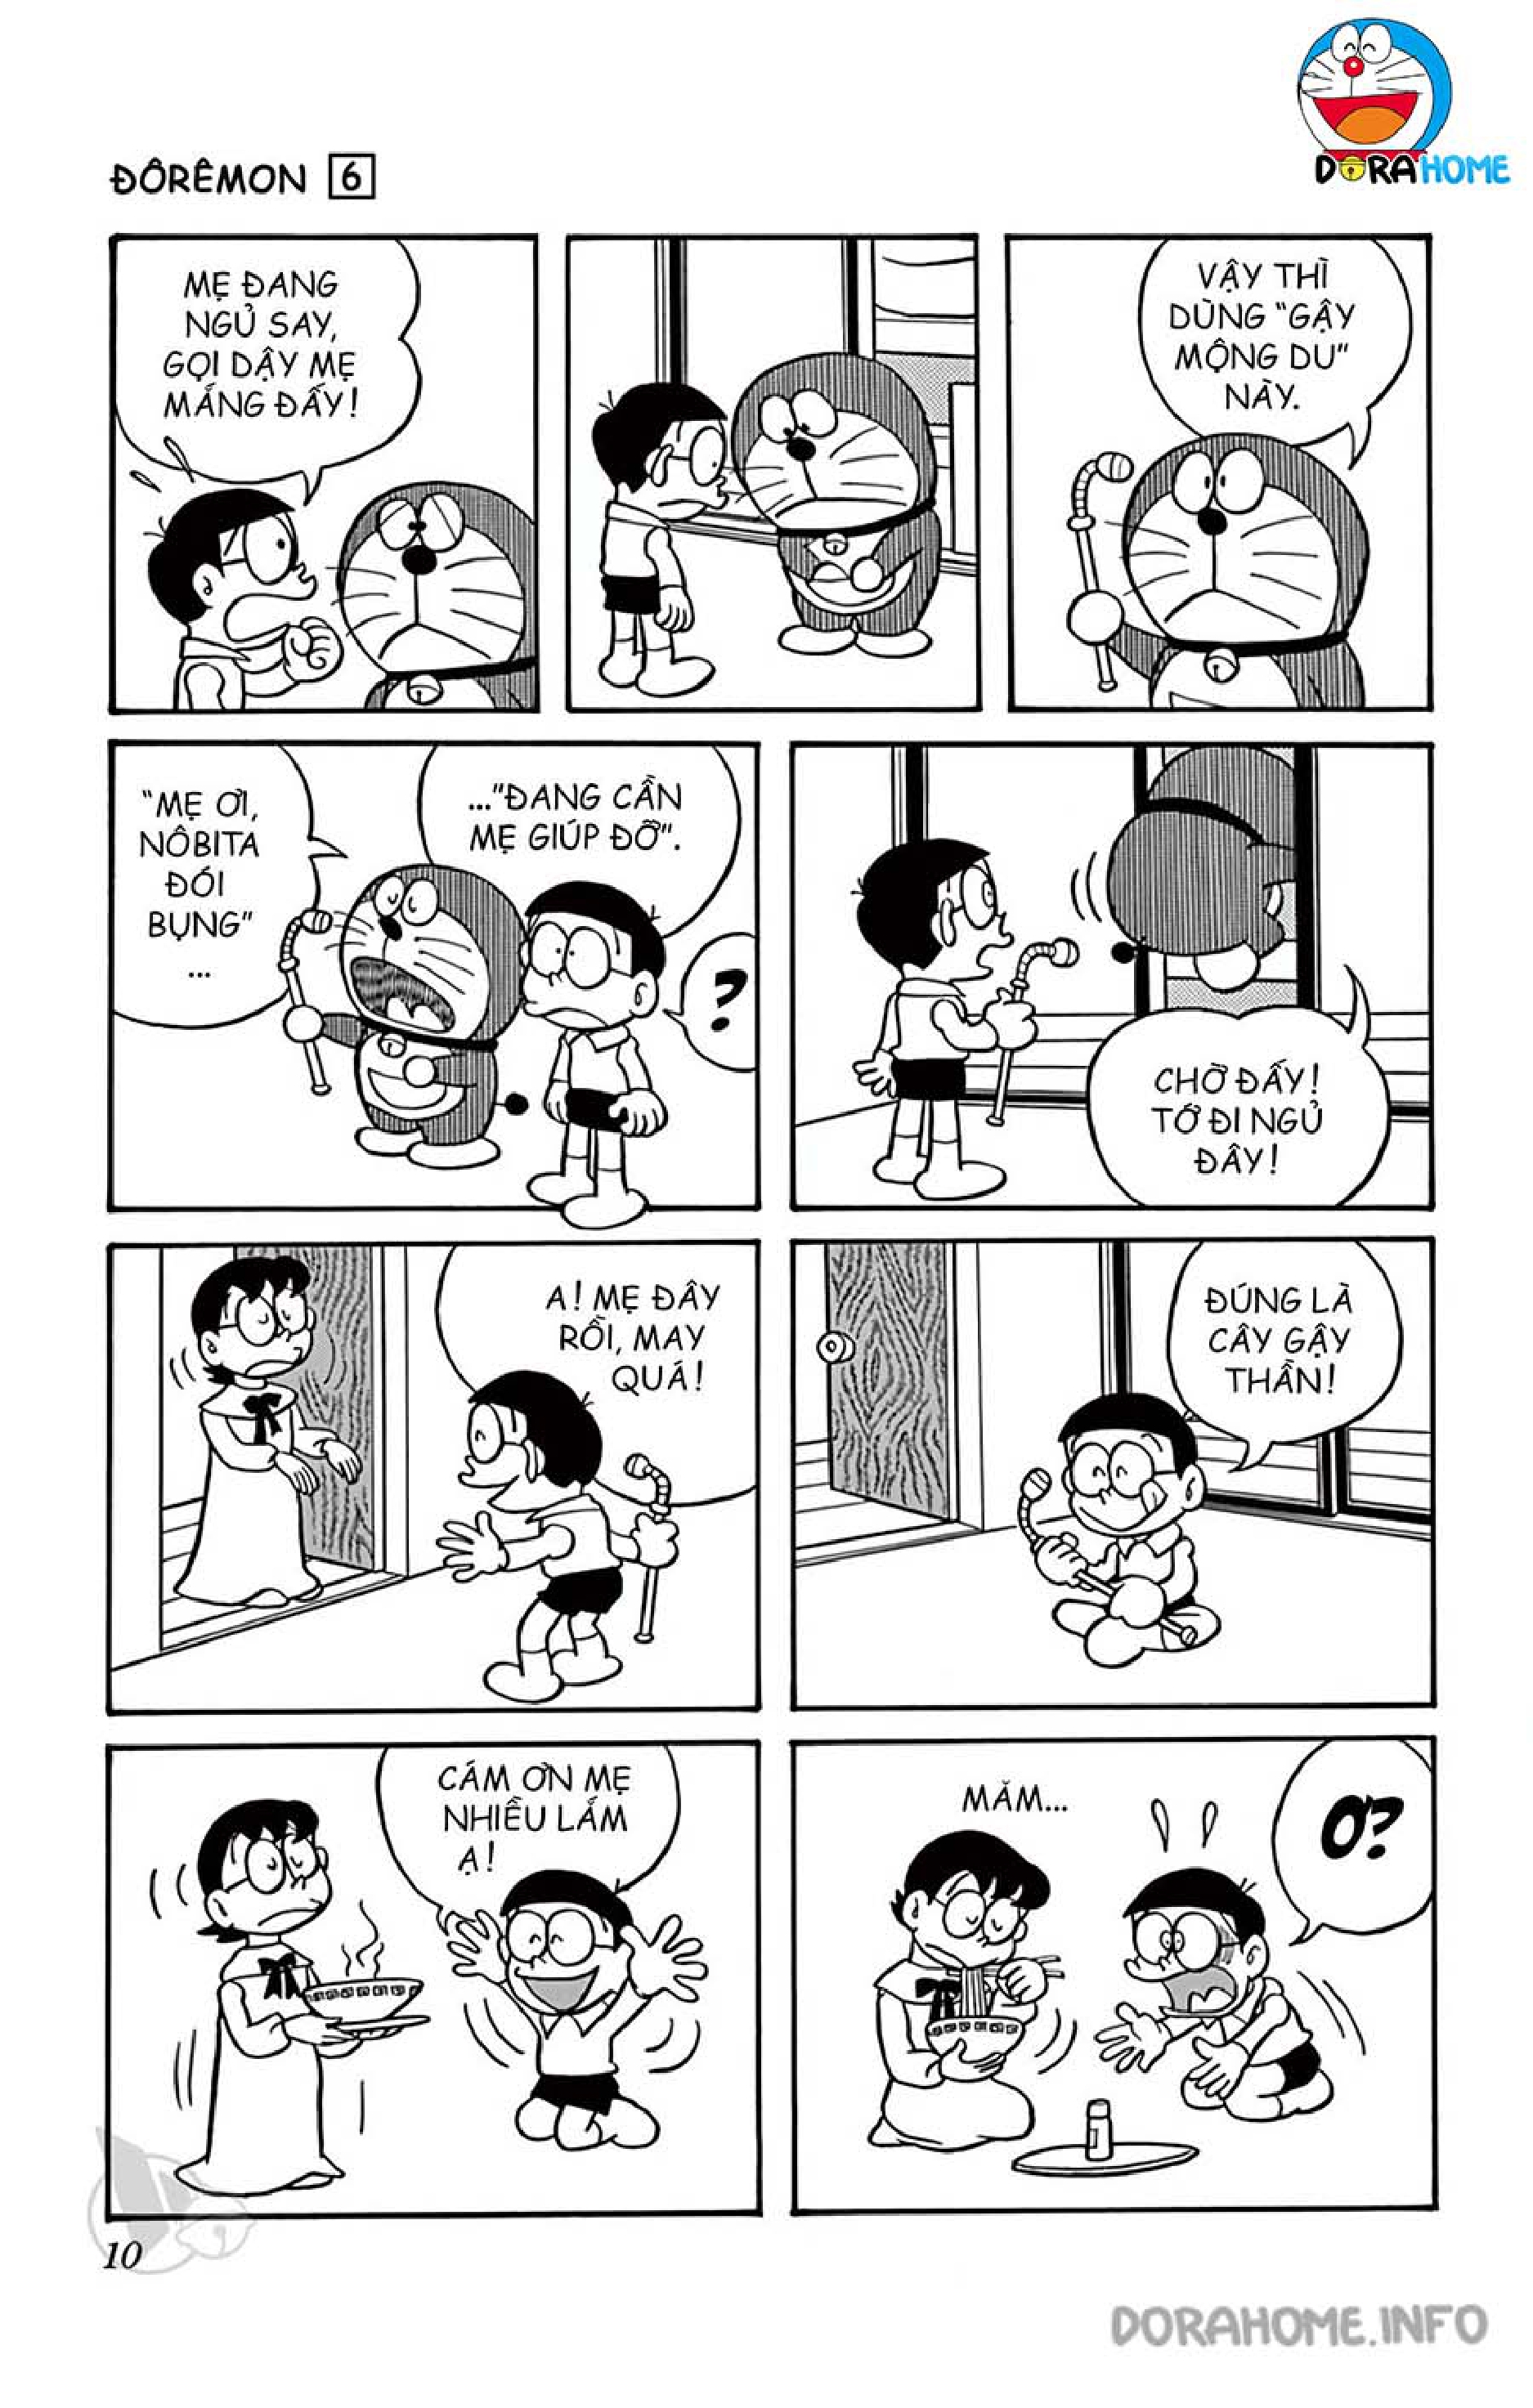 DORAHOME
ĐÔRÊMON 6
MẸ ĐANG
NGỦ SAY,
GỌI DẬY MẸ
MẮNG ĐẤY!
VẬY THÌ
DÙNG "GẬY
MỘNG DU"
NÀY.
"MẸ ƠI,
NÔBITA
ĐÓI
BỤNG"
...
..."ĐANG CẦN
MẸ GIÚP ĐỠ".
?
CHỜ ĐẤY!
TỚ ĐI NGỦ
ĐÂY!
A! MẸ ĐÂY
RỒI, MAY
QUÁ!
ĐÚNG LÀ
CÂY GẬY
THẦN!
CÁM ƠN MẸ
NHIỀU LẮM
Ạ!
MĂM...
Ơ?
10
DORAHOME.INFO